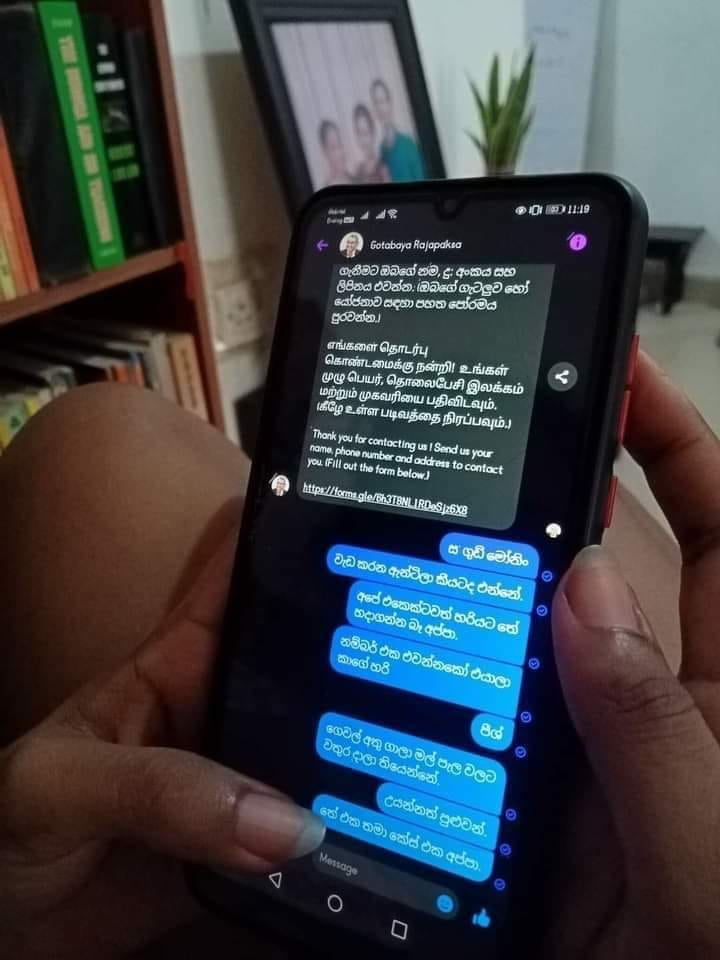 11:19
Gotabaya Rajapaksa
ගැනීමට ඔබගේ නම, දු: අංකය සහ
ලිපිනය එවන්න. (ඔබගේ ගැටලුව හෝ
යෝජනාව සඳහා පහත පෝරමය
පුරවන්න.)
எங்களை தொடர்பு
கொண்டமைக்கு நன்றி! உங்கள்
முழு பெயர், தொலைபேசி இலக்கம்
மற்றும் முகவரியை பதிவிடவும்.
(கீழே உள்ள படிவத்தை நிரப்பவும்.)
Thank you for contacting us ! Send us your
name, phone number and address to contact
you. (Fill out the form below.)
https://forms.gle/6h3T8NL1RDeSjz6X8
ස' ගුඩ් මෝනිං
වැඩ කරන ඇන්ටිලා කීයටද එන්නේ.
අපේ එකෙක්ටවත් හරියට තේ
හදාගන්න බෑ අප්පා.
නම්බර් එක එවන්නකෝ එයාලා
කාගේ හරි
පීශ්
ගෙවල් අතු ගාලා මල් පැල වලට
වතුර දාලා තියෙන්නේ.
උයන්නත් පුළුවන්.
තේ එක තමා කේස් එක අප්පා.
Message